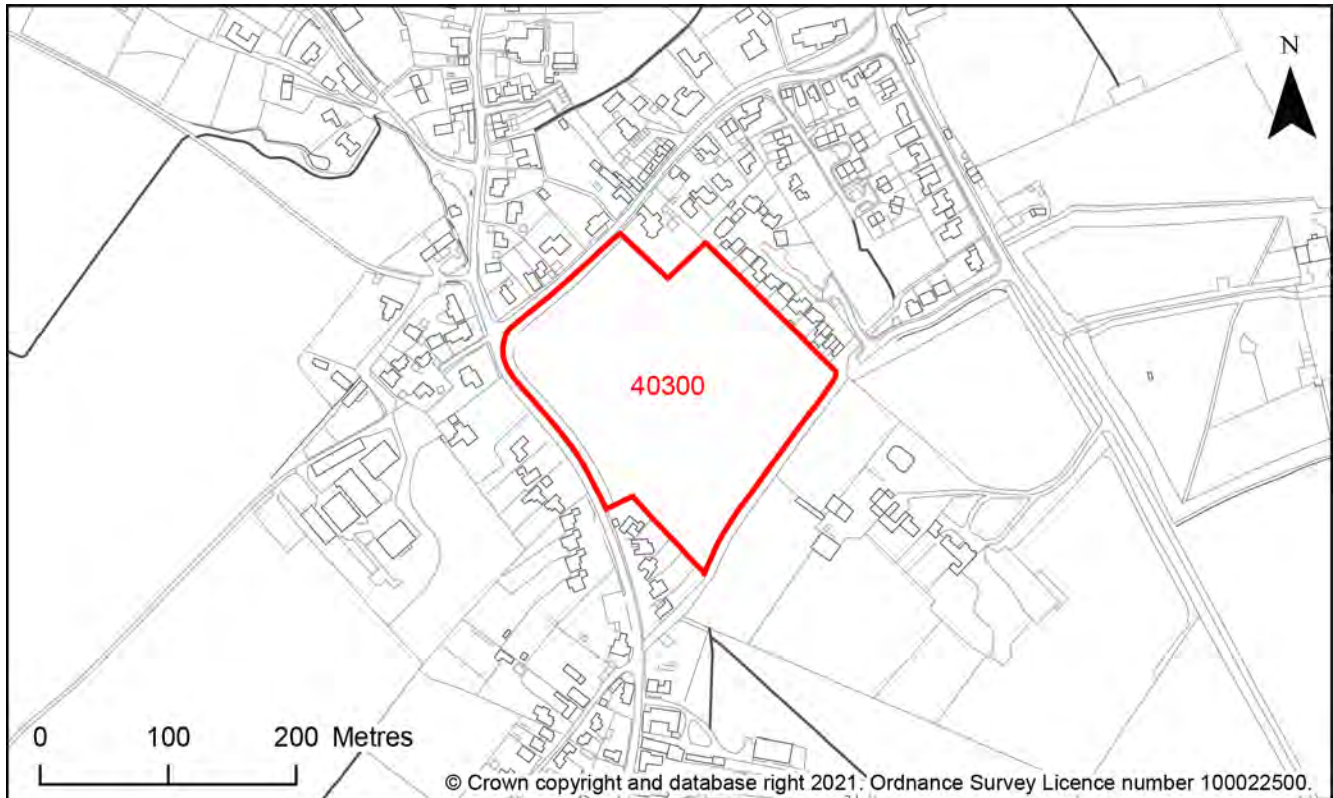 N
40300
0 100 200 Metres
© Crown copyright and database right 2021. Ordnance Survey Licence number 100022500.